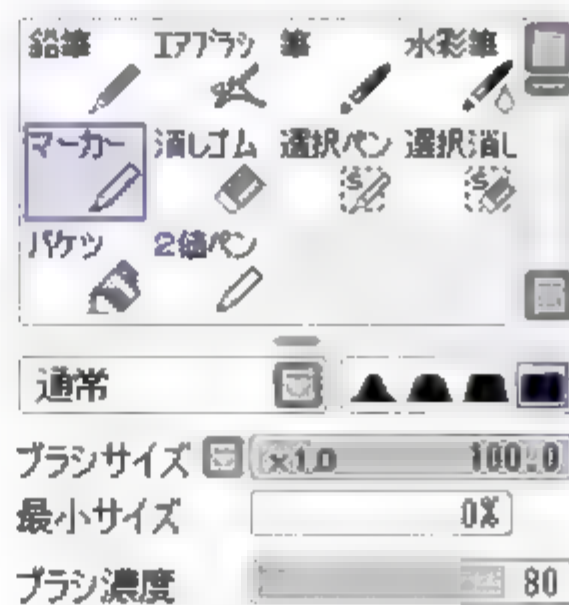 鉛筆 エアブラシ 筆 水彩筆
マーカー 消しゴム 選択ペン 選択消し
バケツ 2値ペン
通常
ブラシサイズ x1.0 100.0
最小サイズ 0%
ブラシ濃度 80